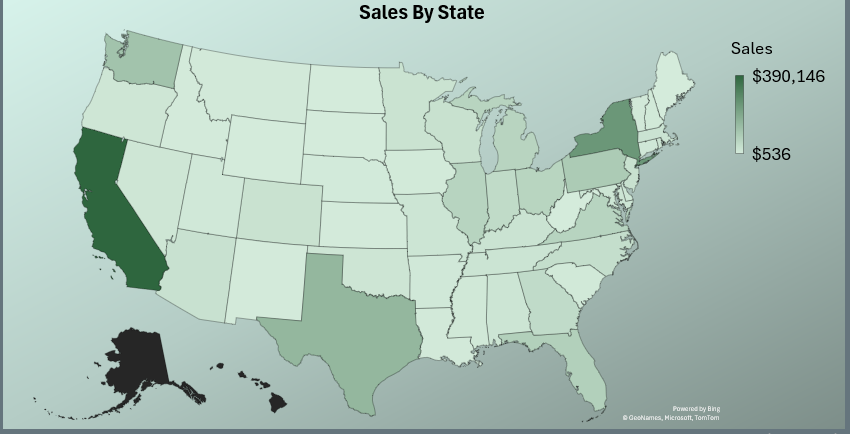 Sales By State
Sales
$390,146
$536
Powered by Bing
© GeoNames, Microsoft, TomTom